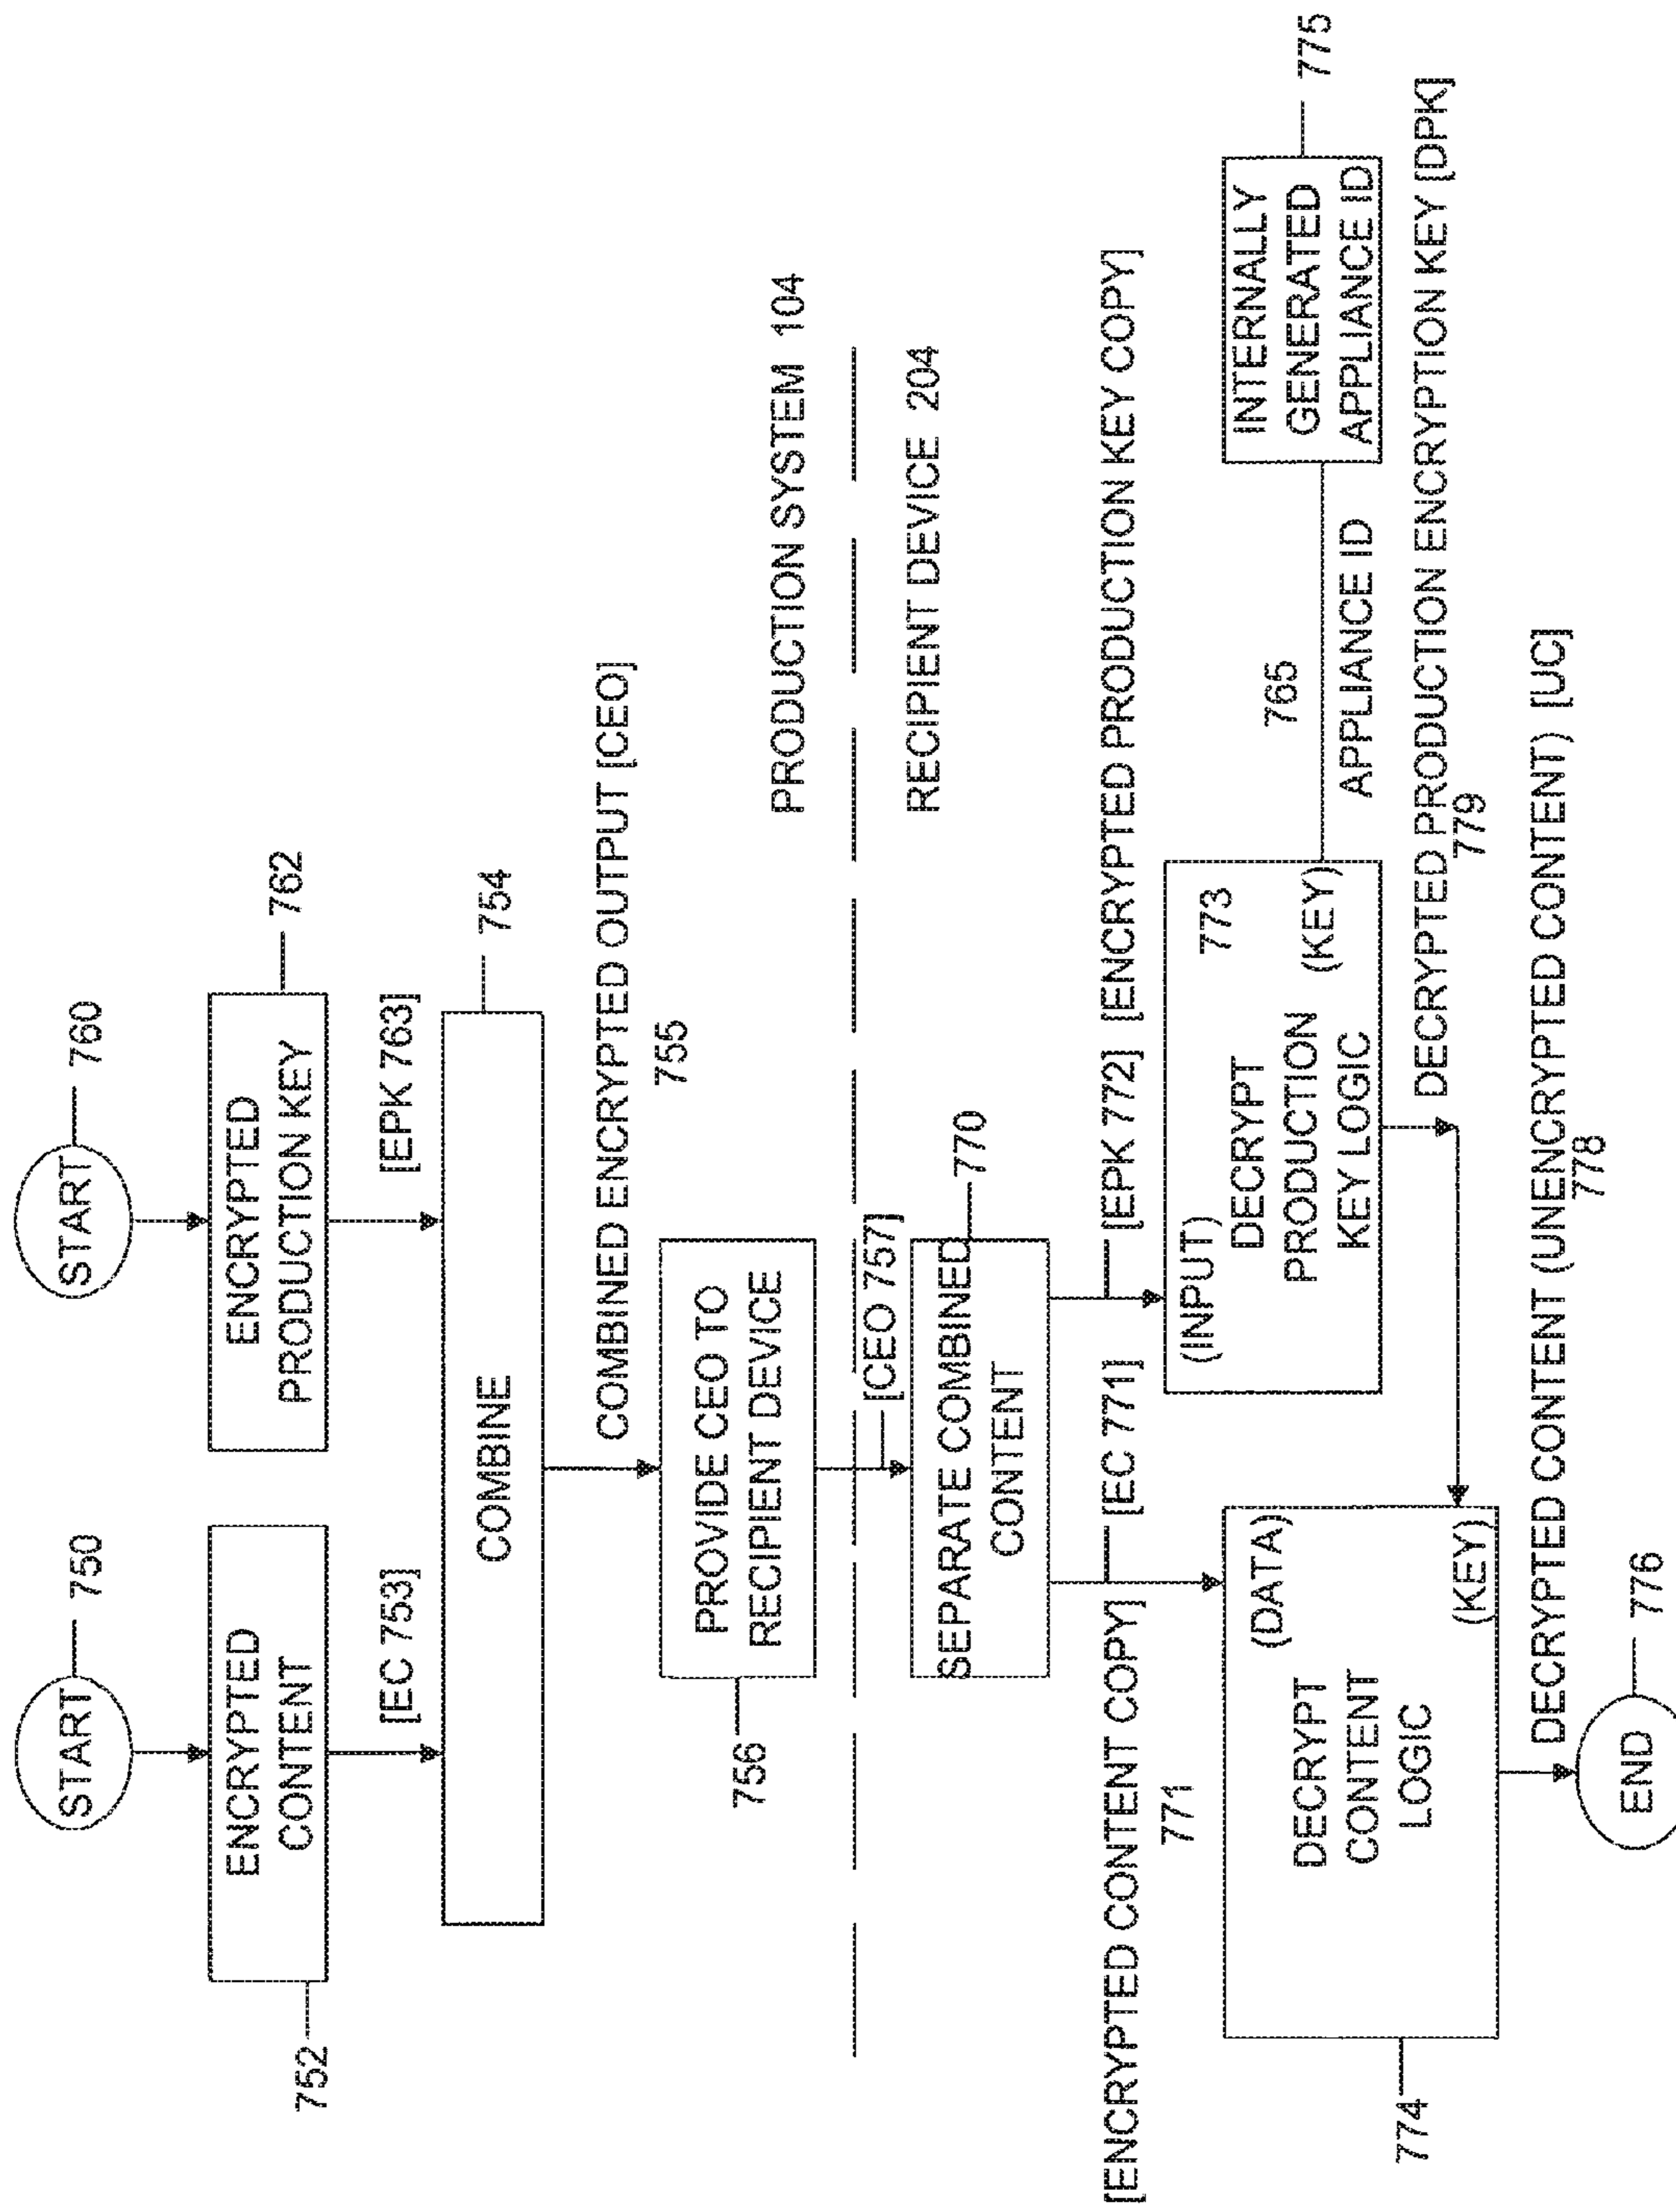 START
750
START
760
ENCRYPTED
CONTENT
752
ENCRYPTED
PRODUCTION KEY
762
[EC 753]
[EPK 763]
COMBINE
754
COMBINED ENCRYPTED OUTPUT [CEO]
755
PROVIDE CEO TO
RECIPIENT DEVICE
756
PRODUCTION SYSTEM 104
RECIPIENT DEVICE 204
[CEO 757]
SEPARATE COMBINED
CONTENT
770
[ENCRYPTED CONTENT COPY]
771
[EC 771]
[EPK 772] [ENCRYPTED PRODUCTION KEY COPY]
(INPUT)
773
DECRYPT
PRODUCTION
KEY LOGIC
(KEY)
765
APPLIANCE ID
INTERNALLY
GENERATED
APPLIANCE ID
775
(DATA)
DECRYPT
CONTENT
LOGIC
(KEY)
774
DECRYPTED PRODUCTION ENCRYPTION KEY [DPK]
779
DECRYPTED CONTENT (UNENCRYPTED CONTENT) [UC]
778
END
776